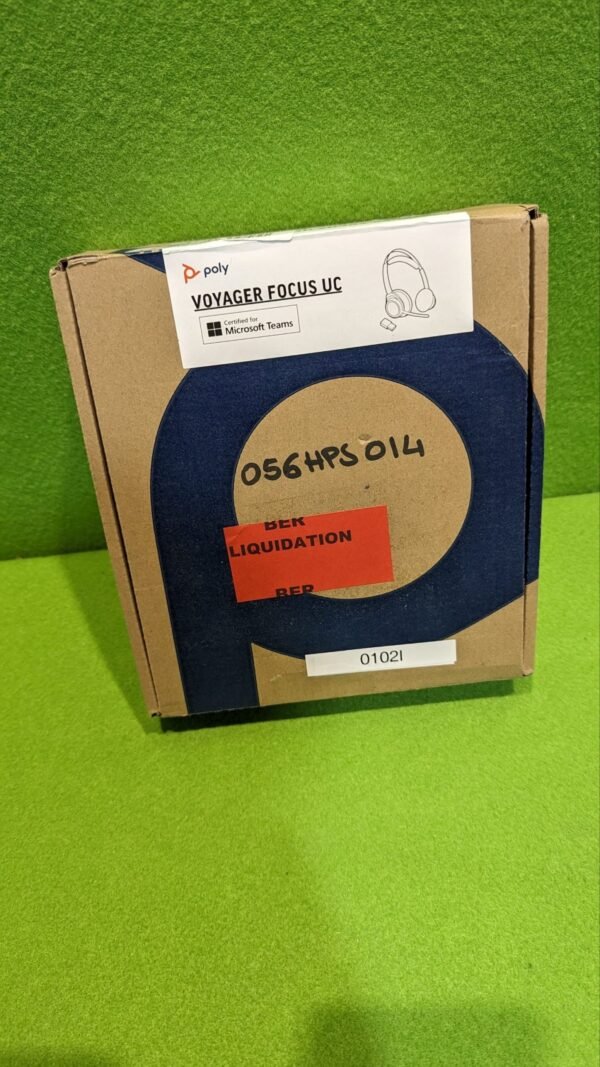 poly
VOYAGER FOCUS UC
Certified for
Microsoft Teams
056HPS014
BER
LIQUIDATION
BER
0102I